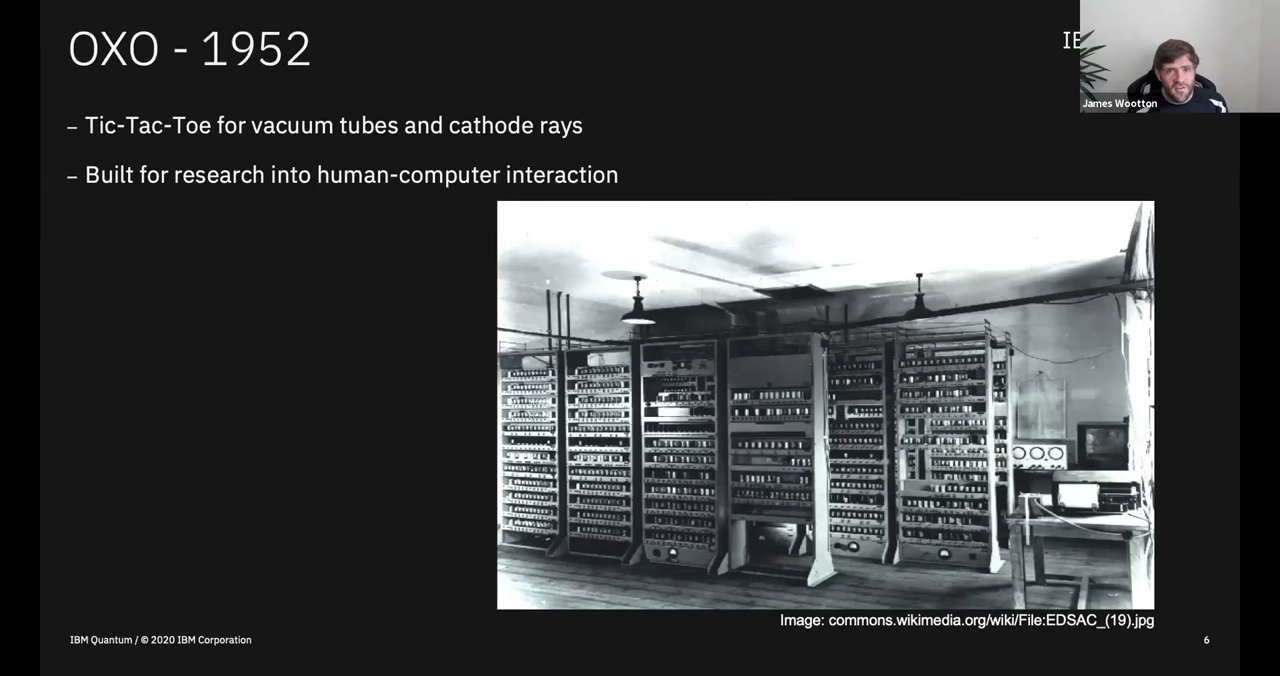 OXO - 1952
– Tic-Tac-Toe for vacuum tubes and cathode rays
– Built for research into human-computer interaction
James Wootton
Image: commons.wikimedia.org/wiki/File:EDSAC_(19).jpg
IBM Quantum / © 2020 IBM Corporation
6